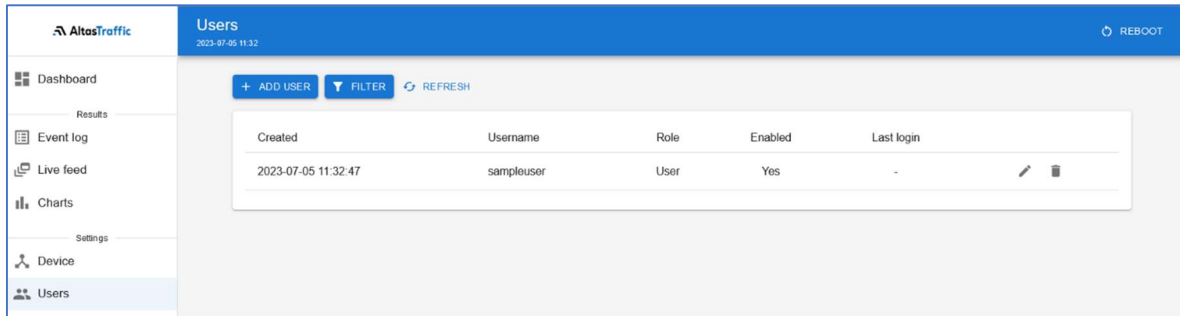 AltasTraffic
Dashboard
Results
Event log
Live feed
Charts
Settings
Device
Users
Users
2023-07-05 11:32
REBOOT
+ ADD USER FILTER REFRESH
Created Username Role Enabled Last login
2023-07-05 11:32:47 sampleuser User Yes -